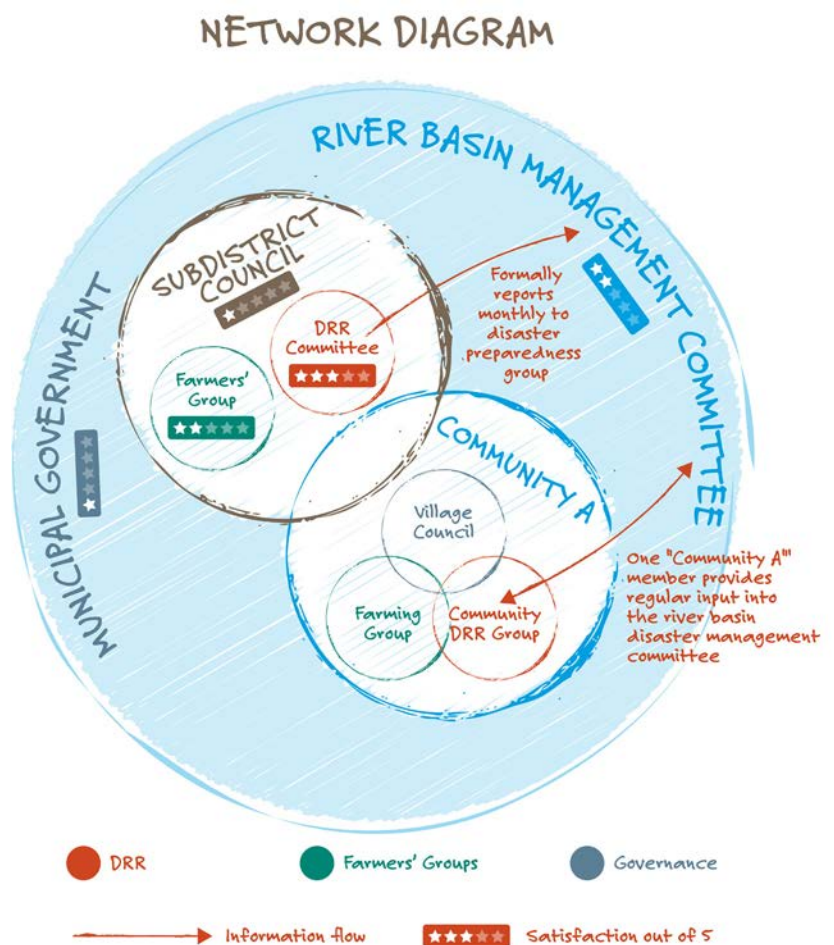 NETWORK DIAGRAM
RIVER BASIN MANAGEMENT COMMITTEE
MUNICIPAL GOVERNMENT
SUBDISTRICT
COUNCIL
DRR
Committee
Farmers'
Group
Formally
reports
monthly to
disaster
preparedness
group
COMMUNITY A
Village
Council
Farming
Group
Community
DRR Group
One "Community A"'
member provides
regular input into
the river basin
disaster management
committee
DRR
Farmers' Groups
Governance
Information flow
Satisfaction out of 5